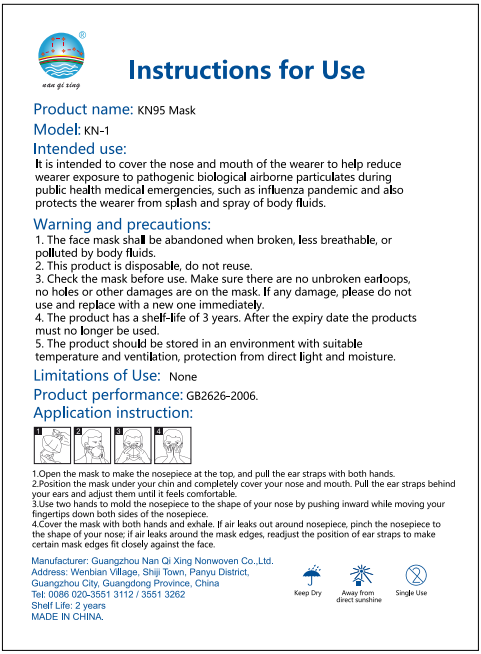 ®
nan qi xing
Instructions for Use
Product name: KN95 Mask
Model: KN-1
Intended use:
It is intended to cover the nose and mouth of the wearer to help reduce
wearer exposure to pathogenic biological airborne particulates during
public health medical emergencies, such as influenza pandemic and also
protects the wearer from splash and spray of body fluids.
Warning and precautions:
1. The face mask shall be abandoned when broken, less breathable, or
polluted by body fluids.
2. This product is disposable, do not reuse.
3. Check the mask before use. Make sure there are no unbroken earloops,
no holes or other damages are on the mask. If any damage, please do not
use and replace with a new one immediately.
4. The product has a shelf-life of 3 years. After the expiry date the products
must no longer be used.
5. The product should be stored in an environment with suitable
temperature and ventilation, protection from direct light and moisture.
Limitations of Use: None
Product performance: GB2626-2006.
Application instruction:
1 2 3 4
1.Open the mask to make the nosepiece at the top, and pull the ear straps with both hands.
2.Position the mask under your chin and completely cover your nose and mouth. Pull the ear straps behind
your ears and adjust them until it feels comfortable.
3.Use two hands to mold the nosepiece to the shape of your nose by pushing inward while moving your
fingertips down both sides of the nosepiece.
4.Cover the mask with both hands and exhale. If air leaks out around nosepiece, pinch the nosepiece to
the shape of your nose; if air leaks around the mask edges, readjust the position of ear straps to make
certain mask edges fit closely against the face.
Manufacturer: Guangzhou Nan Qi Xing Nonwoven Co.,Ltd.
Address: Wenbian Village, Shiji Town, Panyu District,
Guangzhou City, Guangdong Province, China
Tel: 0086 020-3551 3112 / 3551 3262
Shelf Life: 2 years
MADE IN CHINA.
Keep Dry
Away from
direct sunshine
2
Single Use